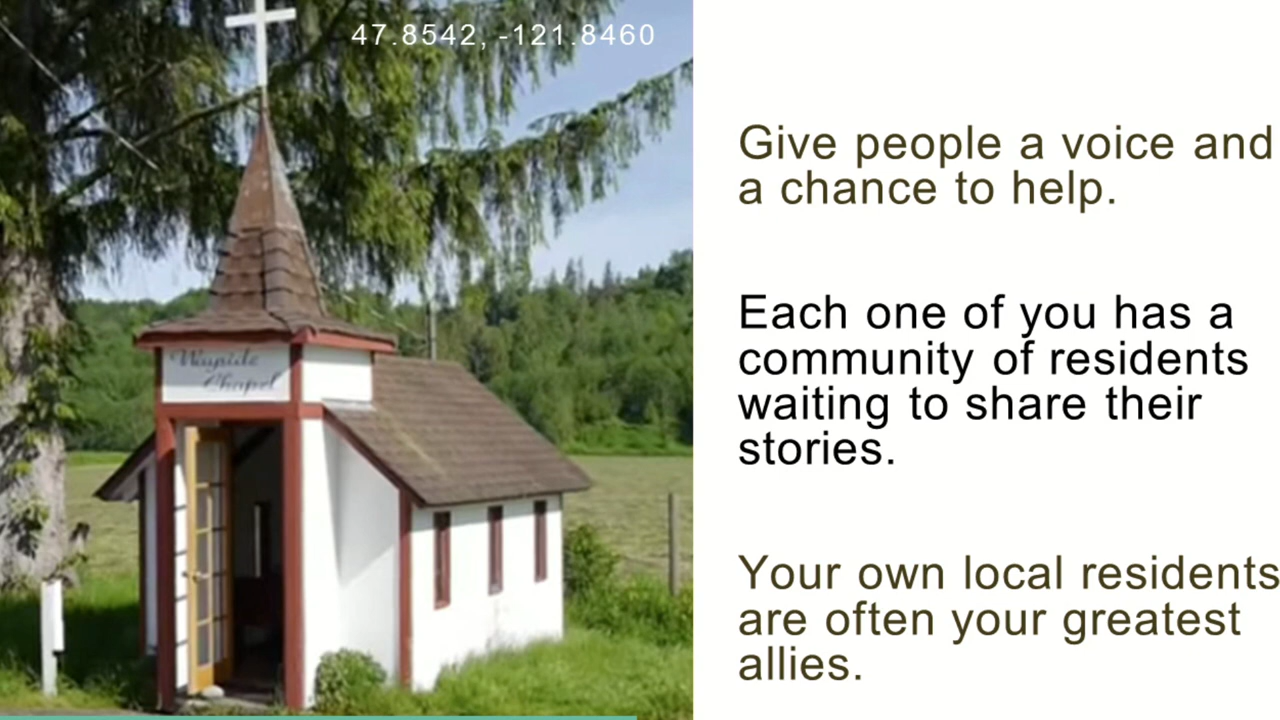 47.8542, -121.8460
Wayside
Chapel
Give people a voice and
a chance to help.
Each one of you has a
community of residents
waiting to share their
stories.
Your own local residents
are often your greatest
allies.